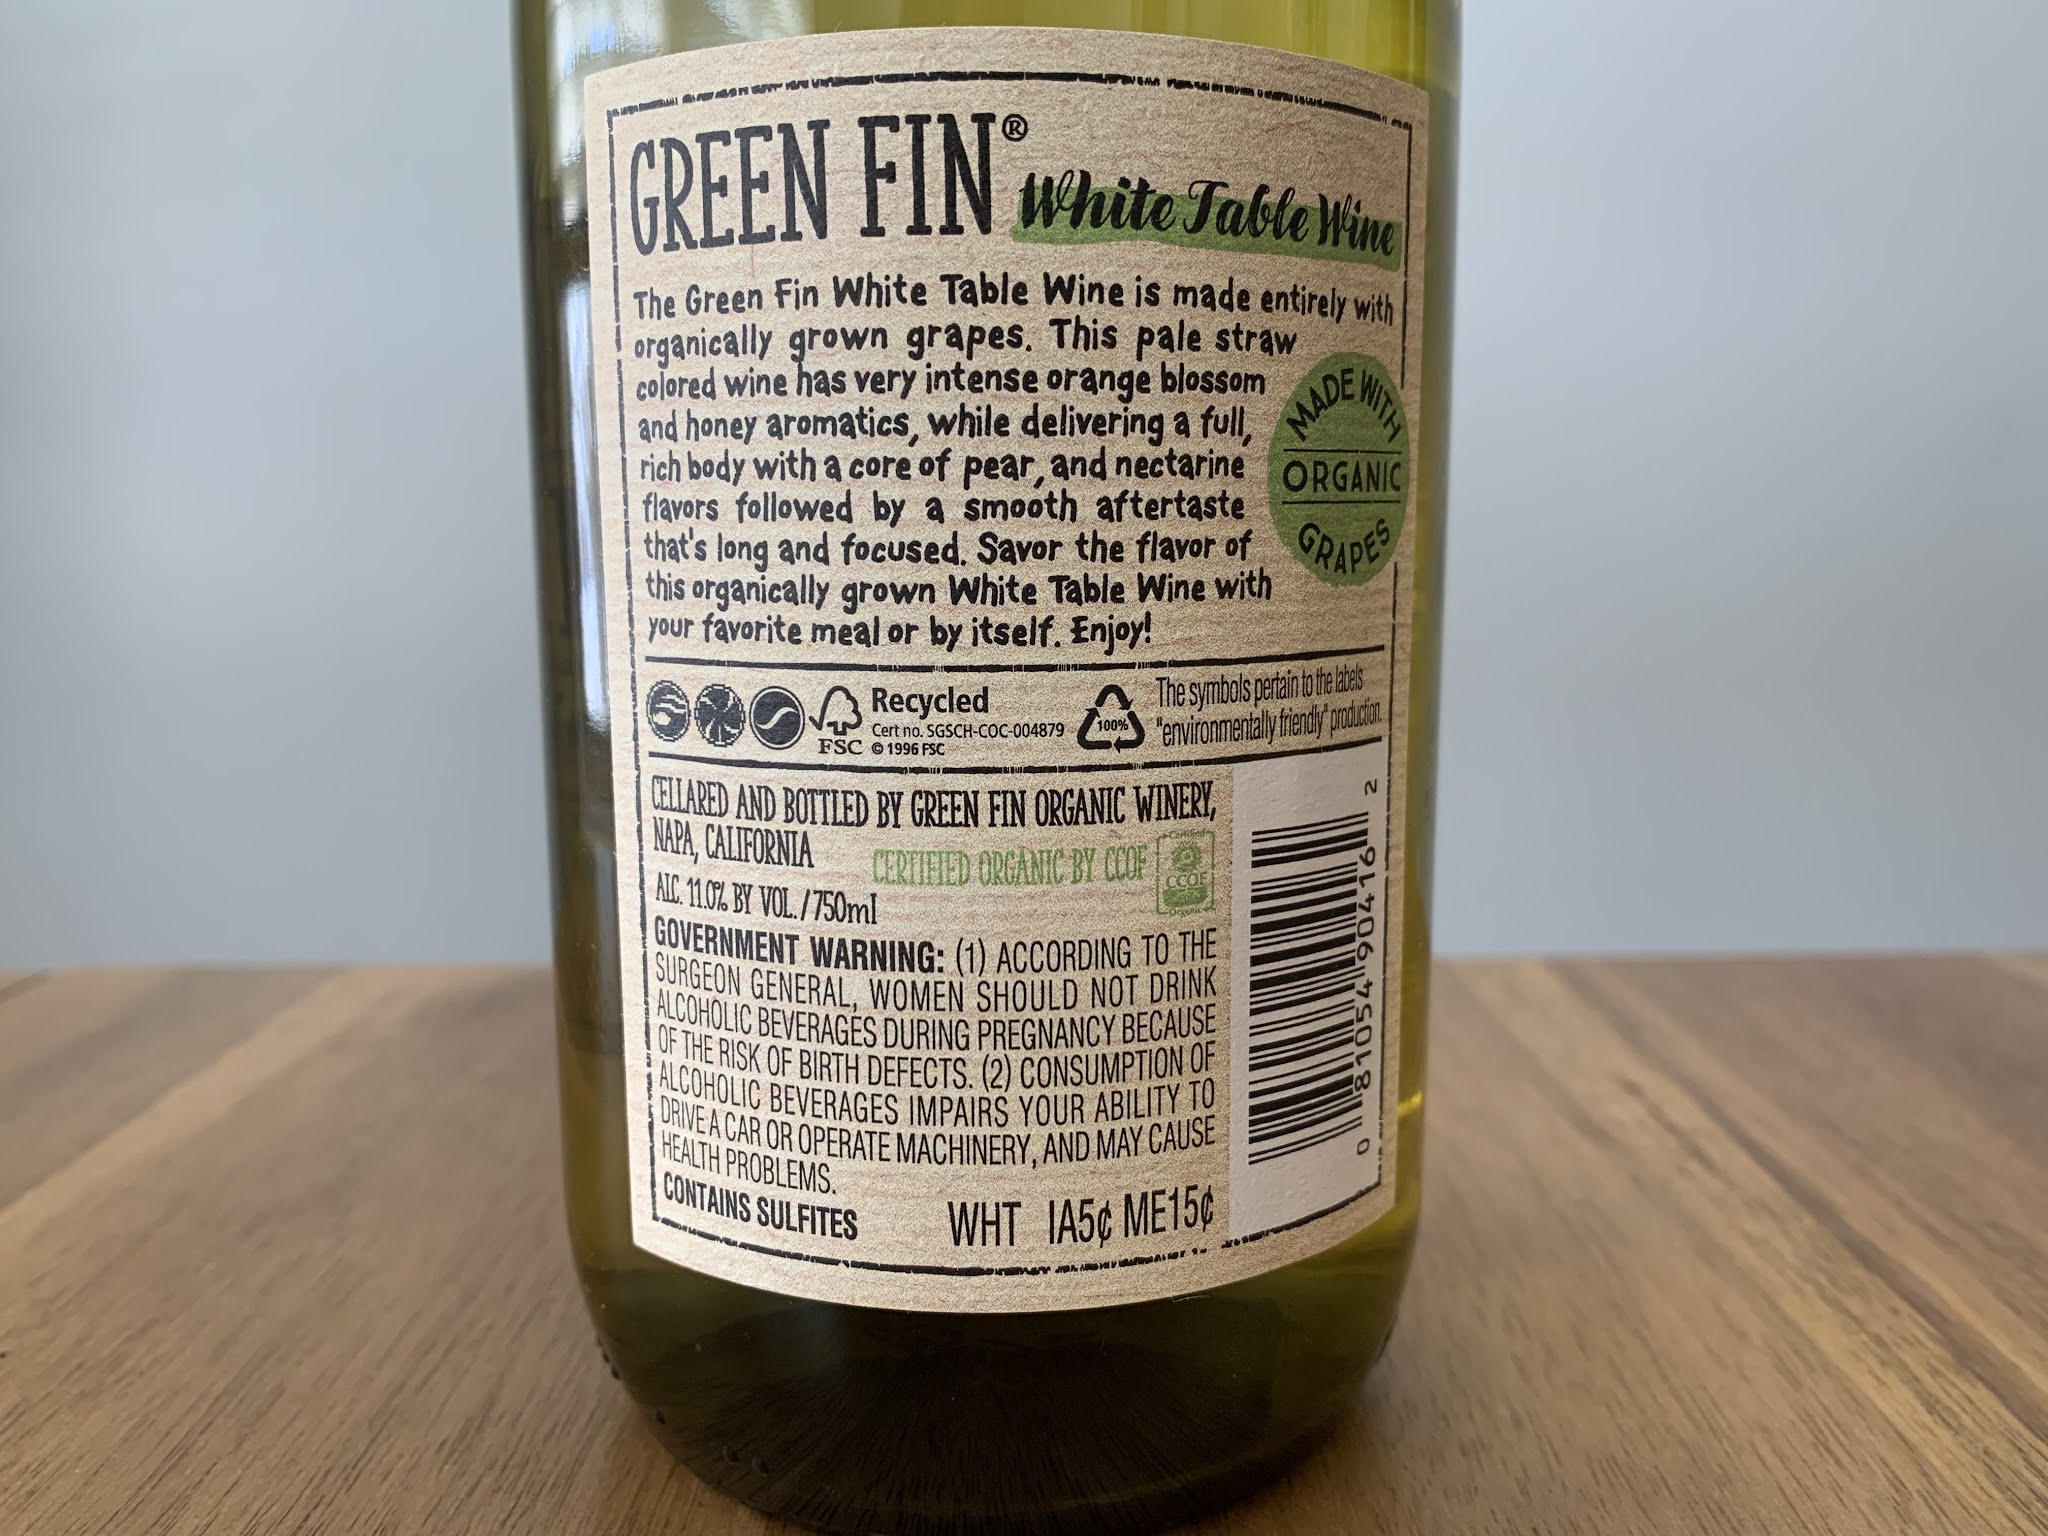 GREEN FIN® White Table Wine
The Green Fin White Table Wine is made entirely with
organically grown grapes. This pale straw
colored wine has very intense orange blossom
and honey aromatics, while delivering a full,
rich body with a core of pear, and nectarine
flavors followed by a smooth aftertaste
that's long and focused. Savor the flavor of
this organically grown White Table Wine with
your favorite meal or by itself. Enjoy!
MADE WITH
ORGANIC
GRAPES
FSC
Recycled
Cert no. SGSCH-COC-004879
© 1996 FSC
100%
The symbols pertain to the labels
"environmentally friendly" production.
CELLARED AND BOTTLED BY GREEN FIN ORGANIC WINERY,
NAPA, CALIFORNIA
CERTIFIED ORGANIC BY CCOF
Certified
CCOF
Organic
ALC. 11.0% BY VOL. / 750ml
GOVERNMENT WARNING: (1) ACCORDING TO THE
SURGEON GENERAL, WOMEN SHOULD NOT DRINK
ALCOHOLIC BEVERAGES DURING PREGNANCY BECAUSE
OF THE RISK OF BIRTH DEFECTS. (2) CONSUMPTION OF
ALCOHOLIC BEVERAGES IMPAIRS YOUR ABILITY TO
DRIVE A CAR OR OPERATE MACHINERY, AND MAY CAUSE
HEALTH PROBLEMS.
CONTAINS SULFITES
WHT IA5¢ ME15¢
0 81054 90416 2